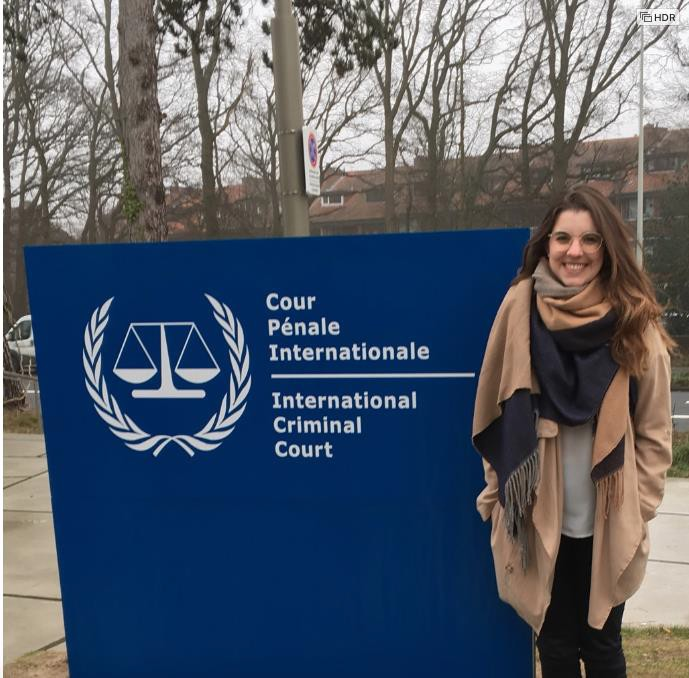 HDR
Cour
Pénale
Internationale
International
Criminal
Court